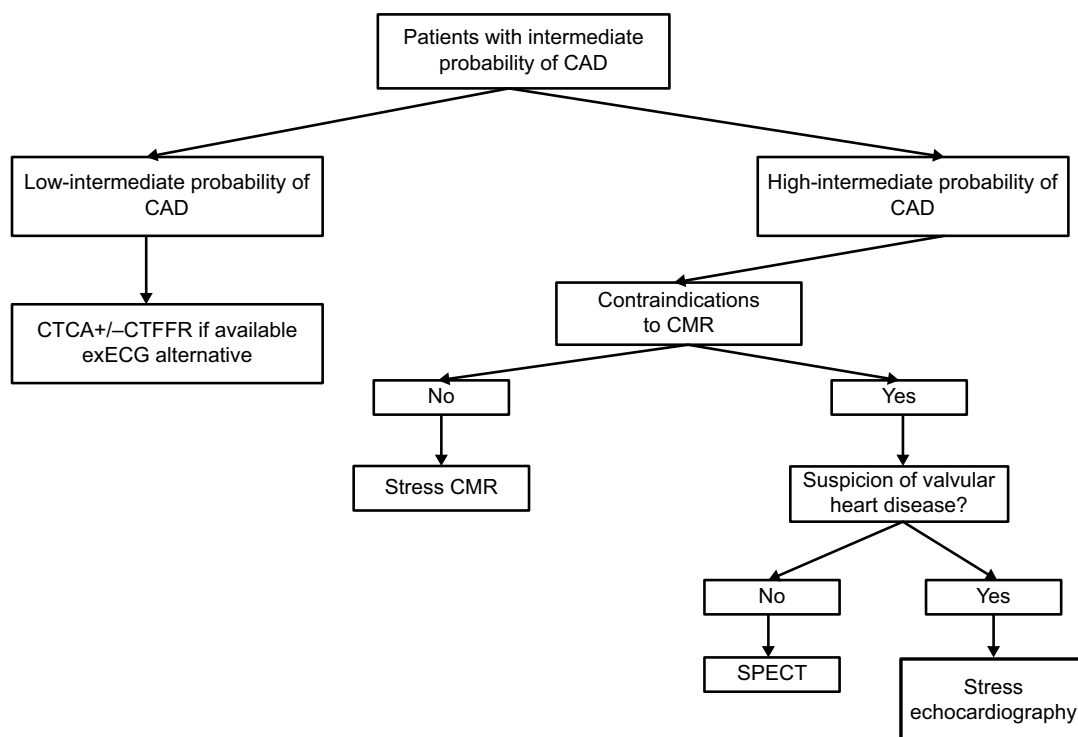 Patients with intermediate
probability of CAD
Low-intermediate probability of
CAD
High-intermediate probability of
CAD
CTCA+/–CTFFR if available
exECG alternative
Contraindications
to CMR
No
Yes
Stress CMR
Suspicion of valvular
heart disease?
No
Yes
SPECT
Stress
echocardiography